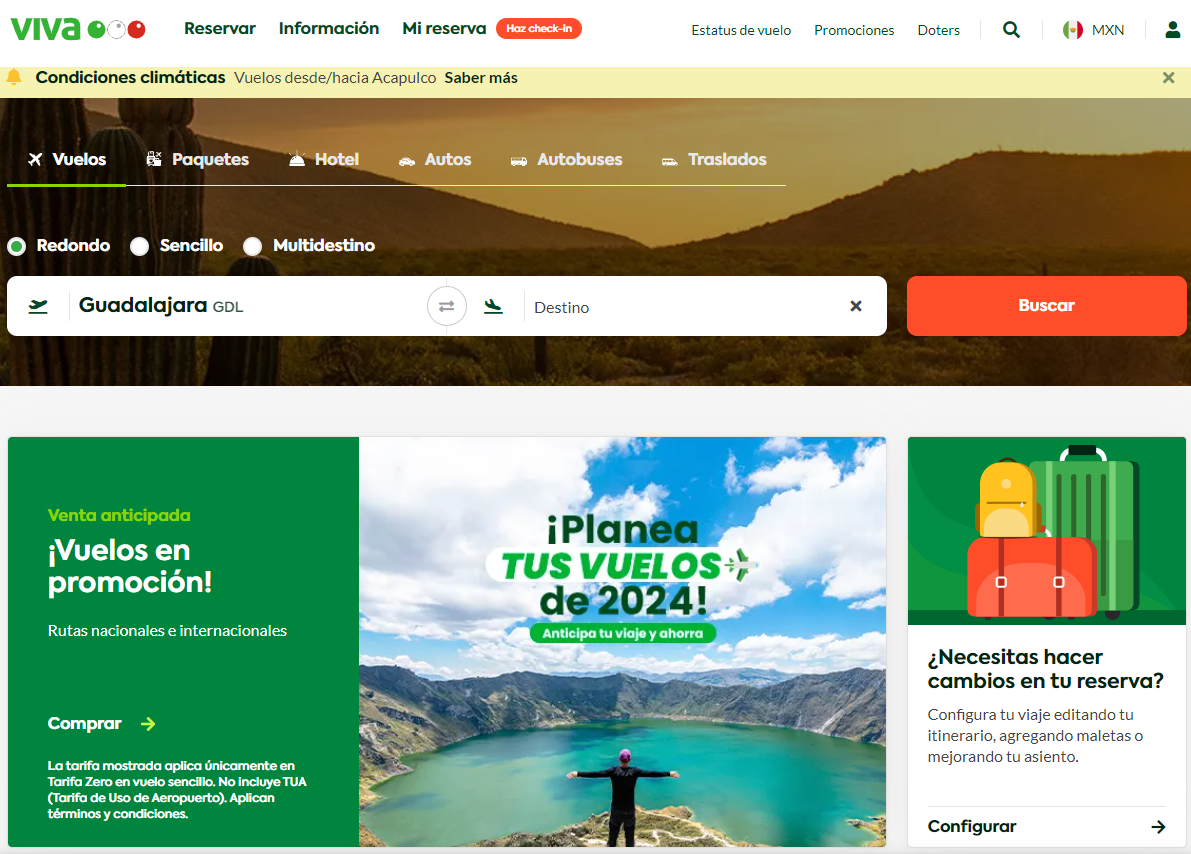 viva
Reservar Información Mi reserva Haz check-in Estatus de vuelo Promociones Doters MXN
Condiciones climáticas Vuelos desde/hacia Acapulco Saber más
Vuelos Paquetes Hotel Autos Autobuses Traslados
Redondo Sencillo Multidestino
Guadalajara GDL Destino Buscar
Venta anticipada
¡Vuelos en
promoción!
Rutas nacionales e internacionales
Comprar
La tarifa mostrada aplica únicamente en
Tarifa Zero en vuelo sencillo. No incluye TUA
(Tarifa de Uso de Aeropuerto). Aplican
términos y condiciones.
¡Planea
TUS VUELOS
de 2024!
Anticipa tu viaje y ahorra
¿Necesitas hacer
cambios en tu reserva?
Configura tu viaje editando tu
itinerario, agregando maletas o
mejorando tu asiento.
Configurar